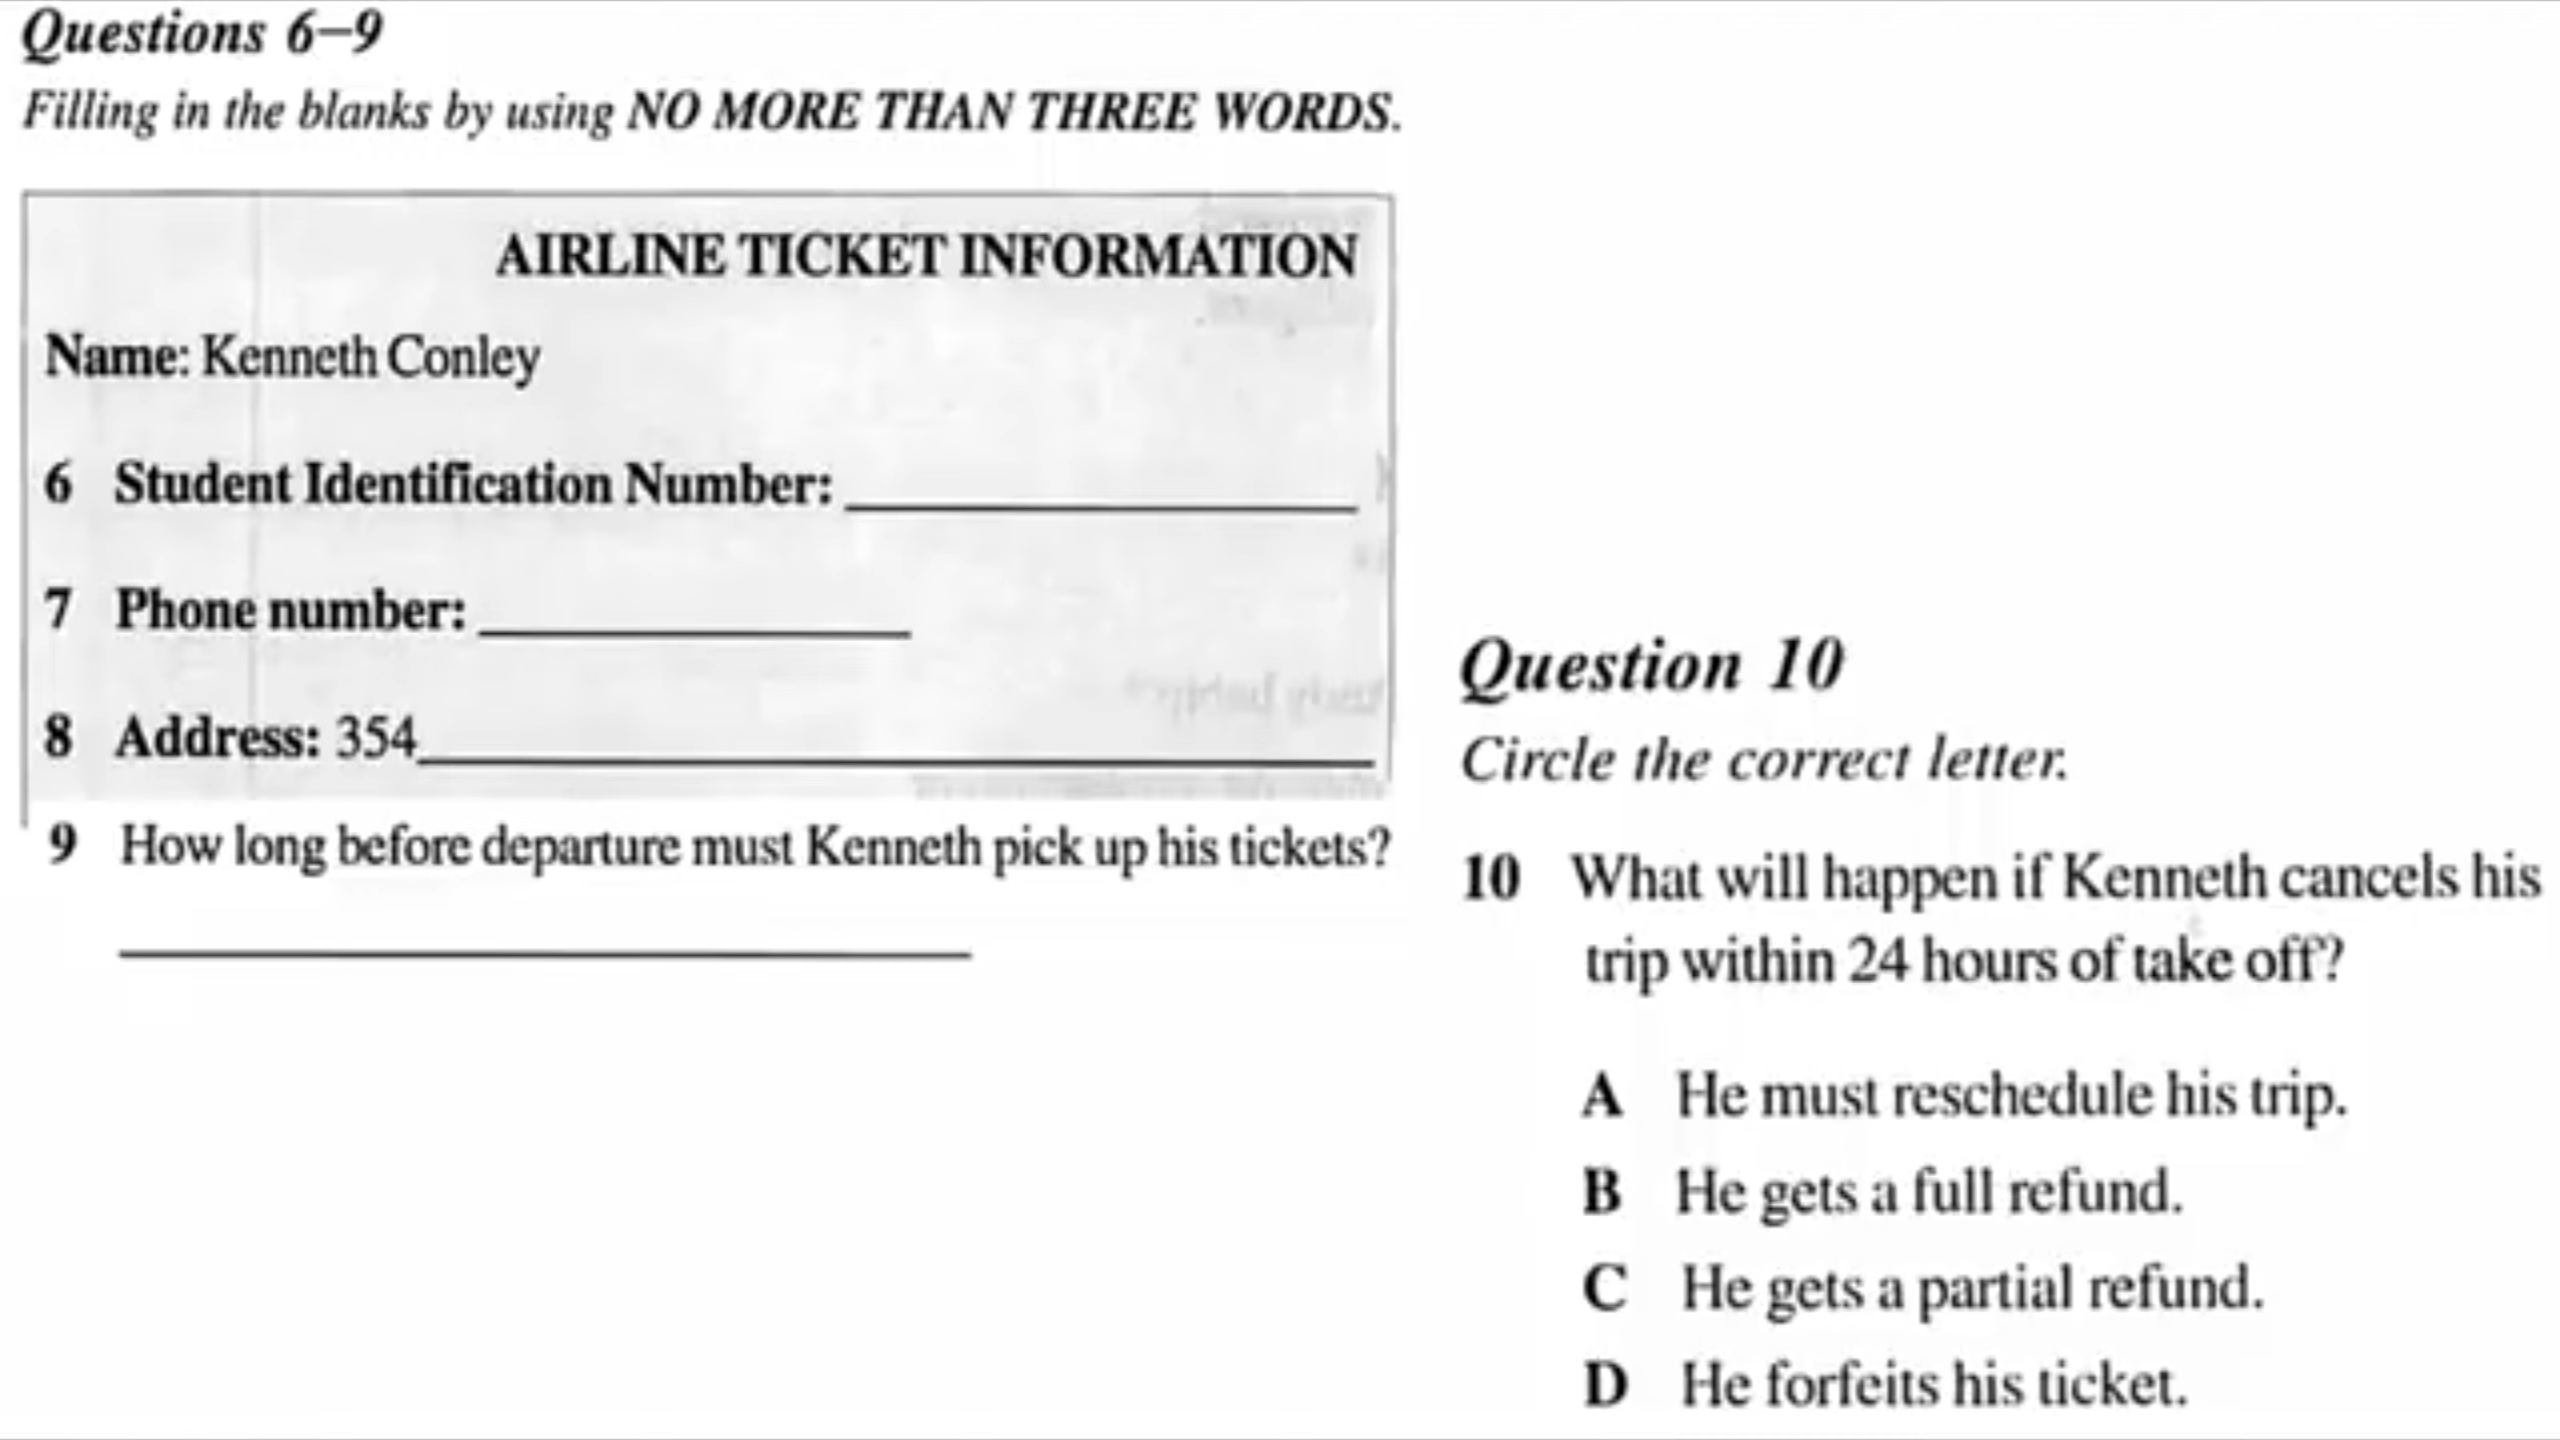 Questions 6–9
Filling in the blanks by using NO MORE THAN THREE WORDS.
AIRLINE TICKET INFORMATION
Name: Kenneth Conley
6 Student Identification Number: ____________
7 Phone number: ____________
8 Address: 354____________
9 How long before departure must Kenneth pick up his tickets?
____________
Question 10
Circle the correct letter.
10 What will happen if Kenneth cancels his
trip within 24 hours of take off?
A He must reschedule his trip.
B He gets a full refund.
C He gets a partial refund.
D He forfeits his ticket.